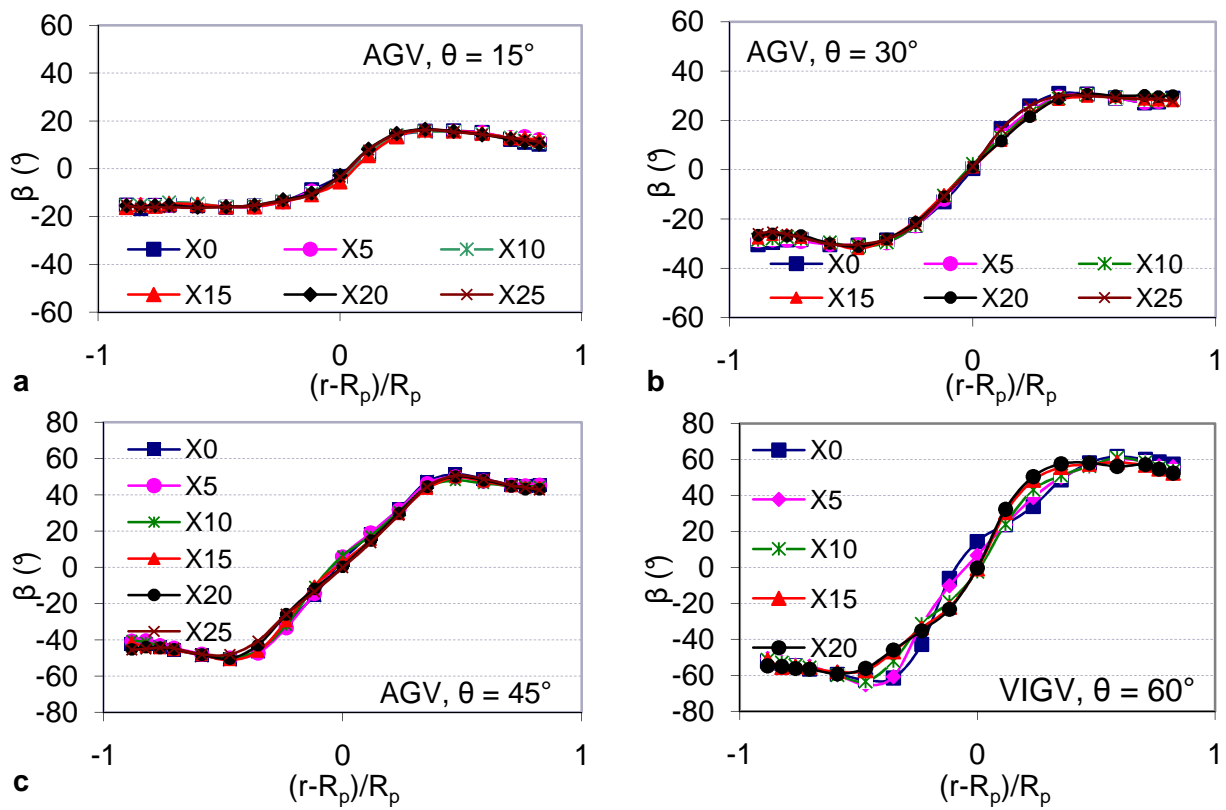 60
40
20
0
-20
-40
-60
β (°)
AGV, θ = 15°
X0 X5 X10
X15 X20 X25
-1 0 1
(r-Rp)/Rp
a
60
40
20
0
-20
-40
-60
β (°)
AGV, θ = 30°
X0 X5 X10
X15 X20 X25
-1 0 1
(r-Rp)/Rp
b
80
60
40
20
0
-20
-40
-60
-80
β (°)
X0
X5
X10
X15
X20
X25
AGV, θ = 45°
-1 0 1
(r-Rp)/Rp
c
80
60
40
20
0
-20
-40
-60
-80
β (°)
X0
X5
X10
X15
X20
VIGV, θ = 60°
-1 0 1
(r-Rp)/Rp